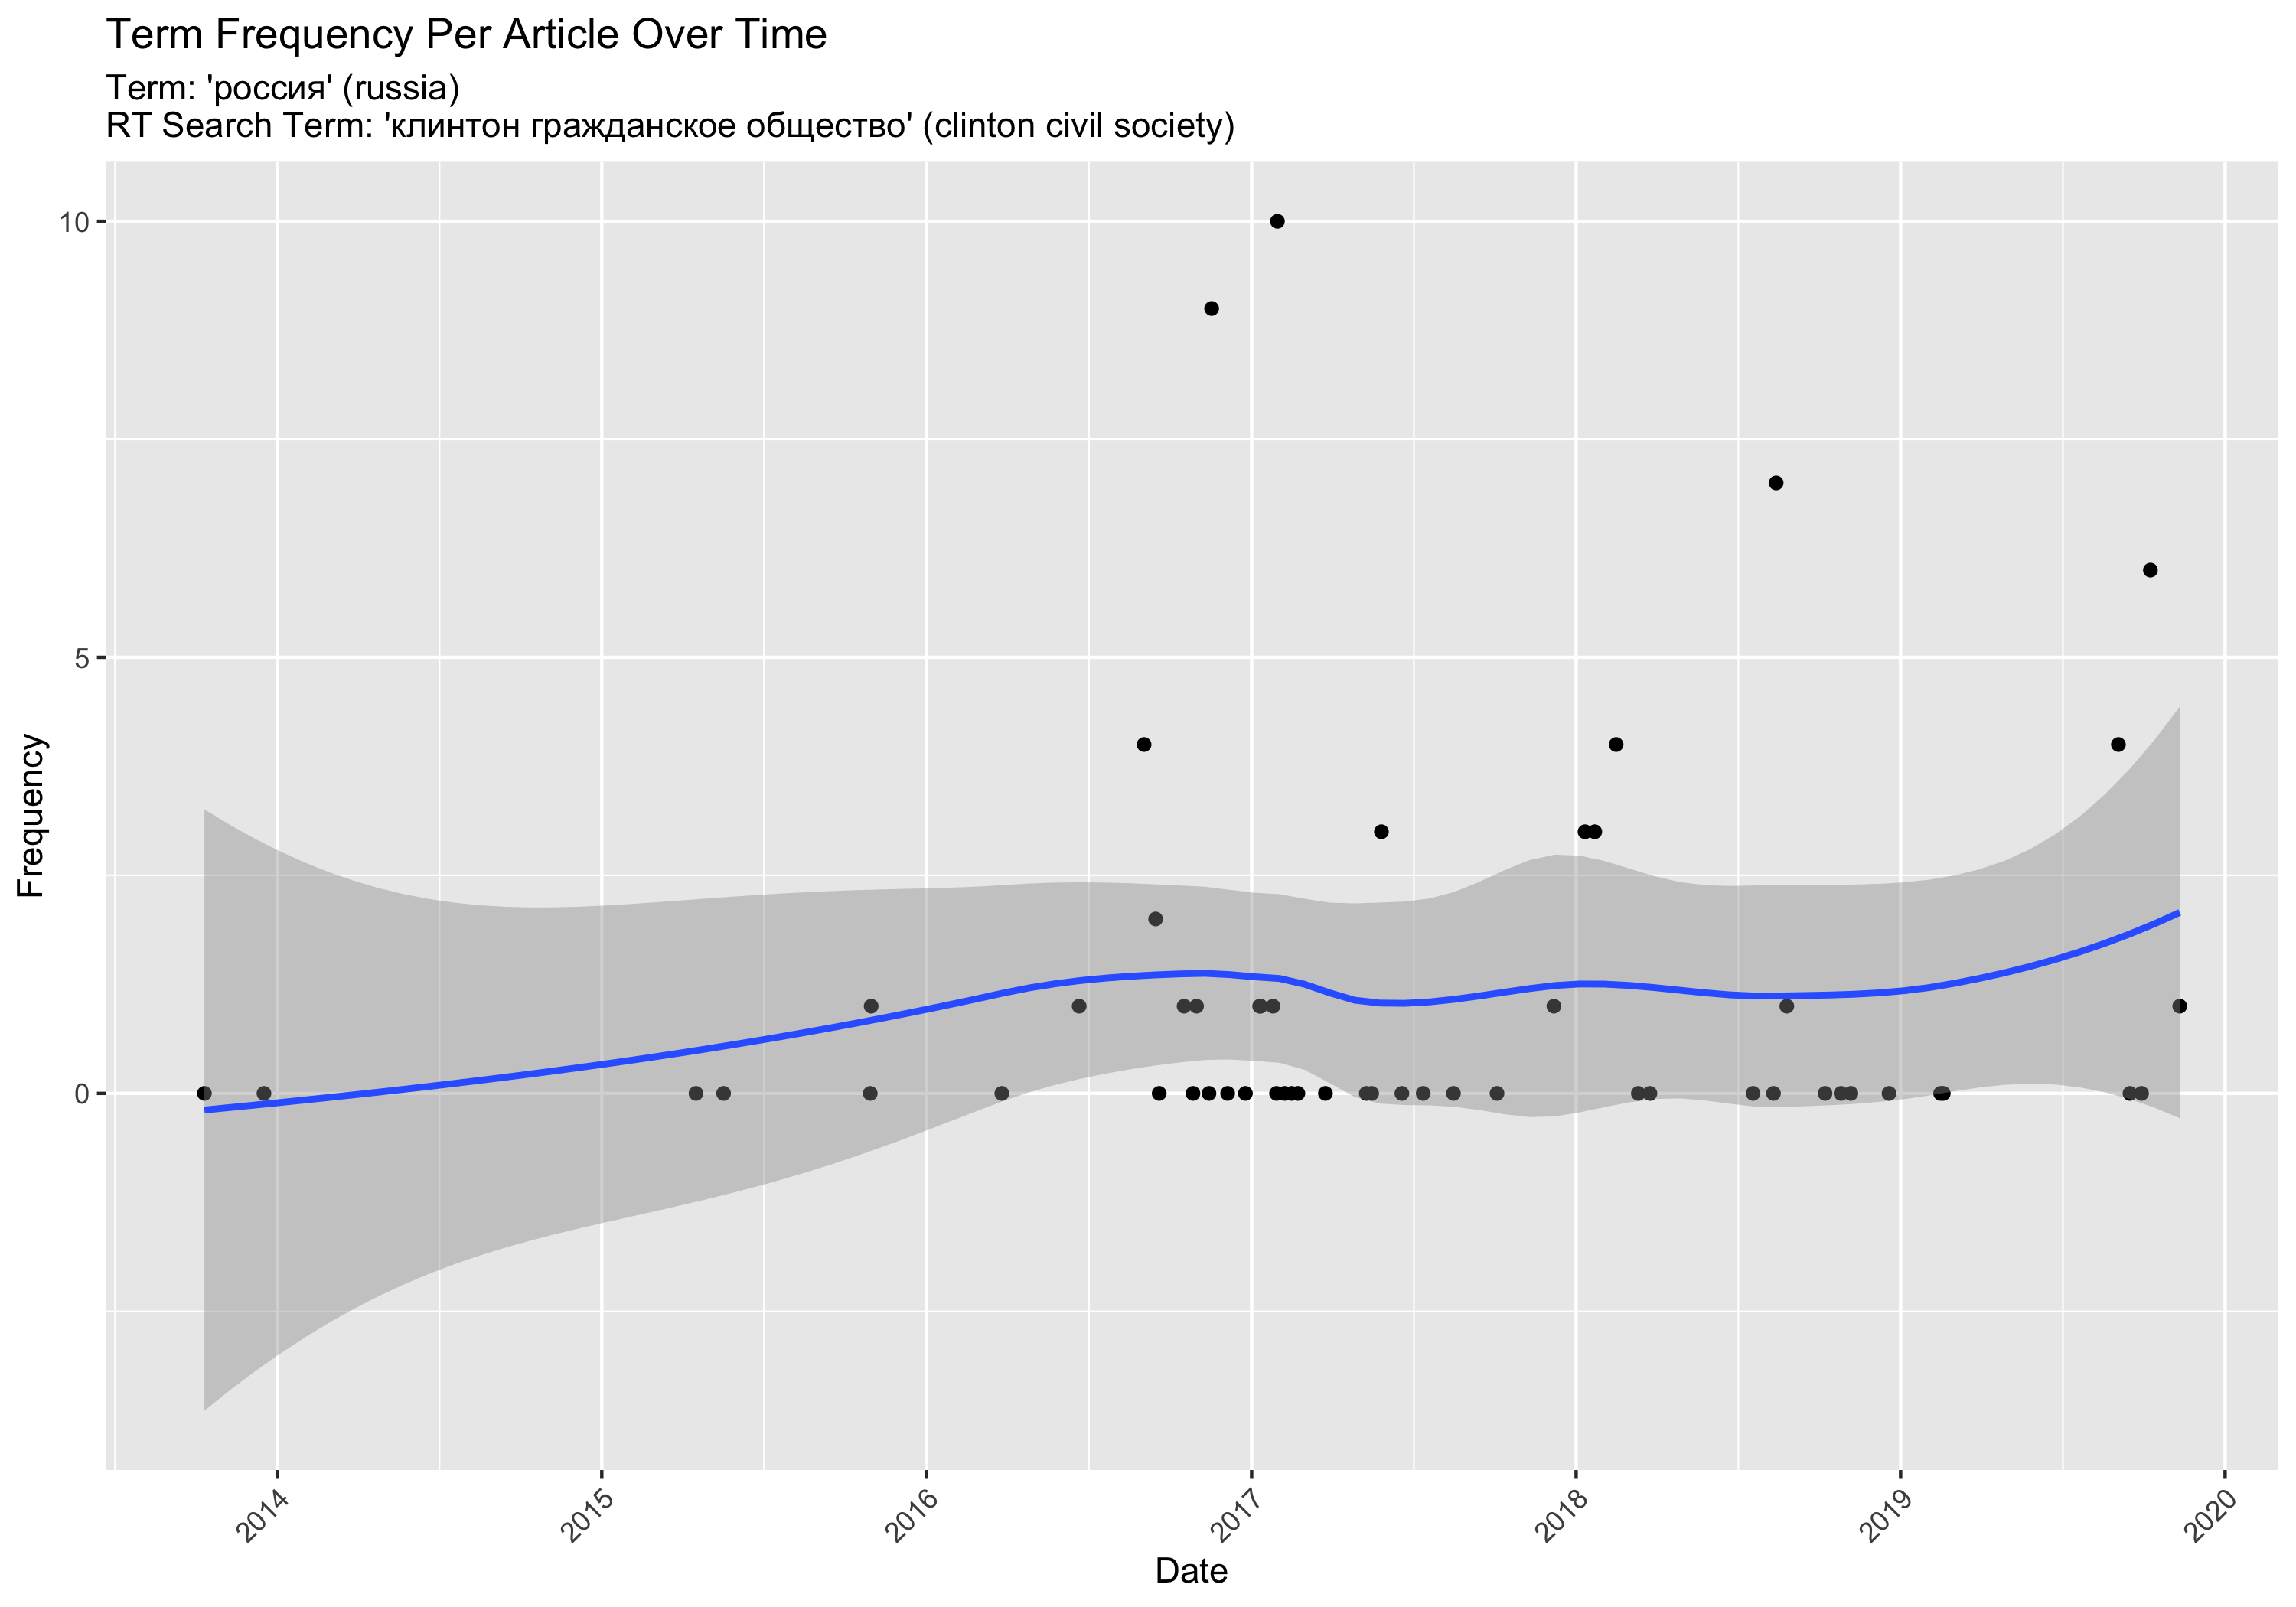 Term Frequency Per Article Over Time
Term: 'россия' (russia)
RT Search Term: 'клинтон гражданское общество' (clinton civil society)
10
5
0
Frequency
2014
2015
2016
2017
2018
2019
2020
Date